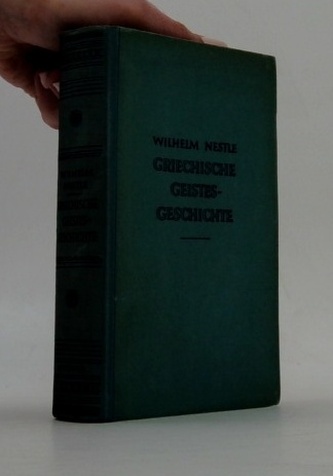 WILHELM NESTLE
GRIECHISCHE
GEISTES-
GESCHICHTE